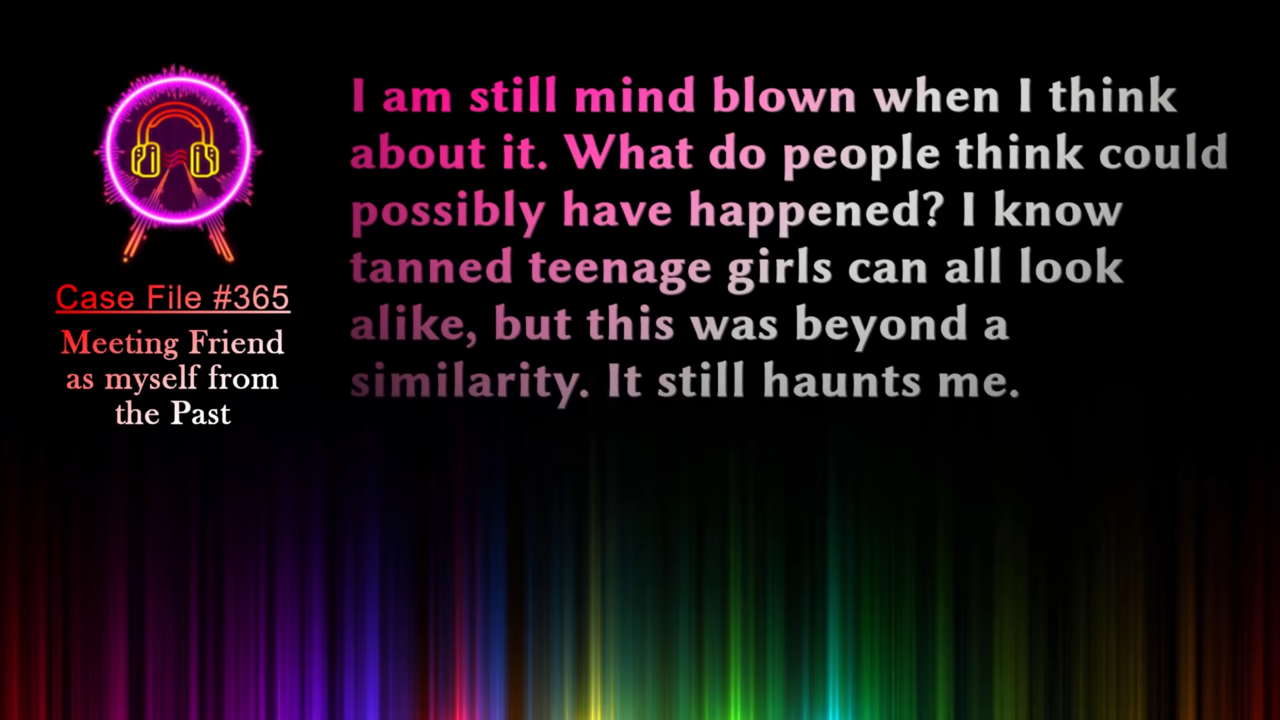 Case File #365
Meeting Friend
as myself from
the Past
I am still mind blown when I think
about it. What do people think could
possibly have happened? I know
tanned teenage girls can all look
alike, but this was beyond a
similarity. It still haunts me.